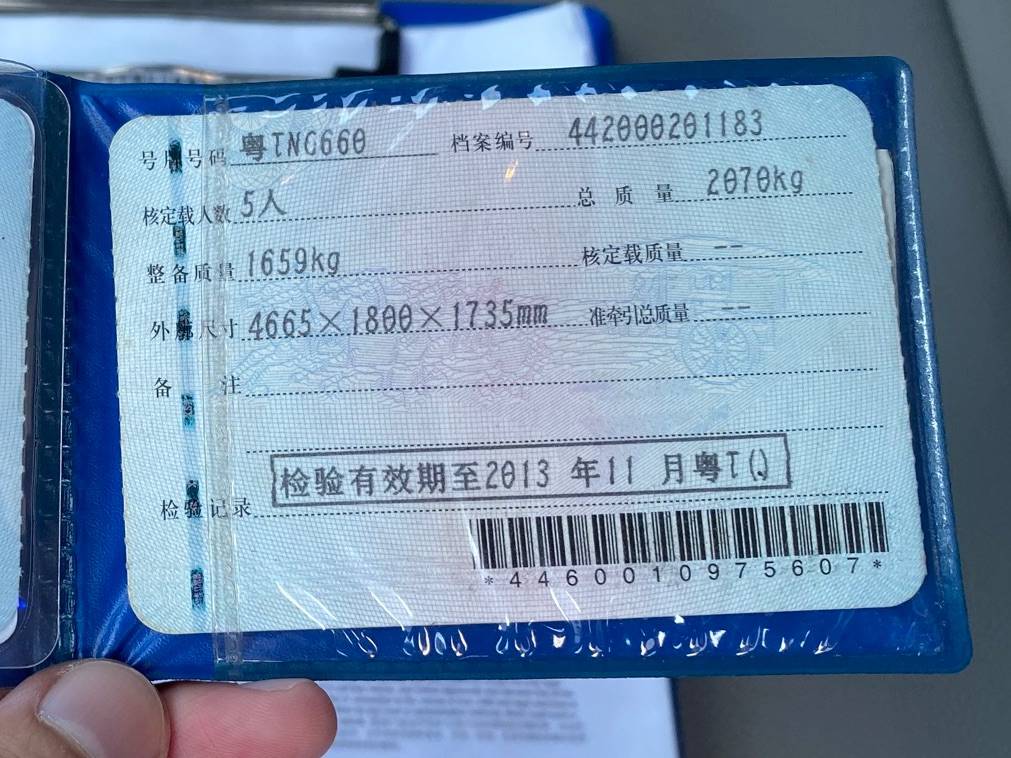 号牌号码 粤TNC660 档案编号 442000201183
核定载人数 5人 总质量 2070kg
整备质量 1659kg 核定载质量 --
外廓尺寸 4665×1800×1735mm 准牵引总质量 --
备注
检验有效期至2013 年11 月粤T()
检验记录
*4460010975607*